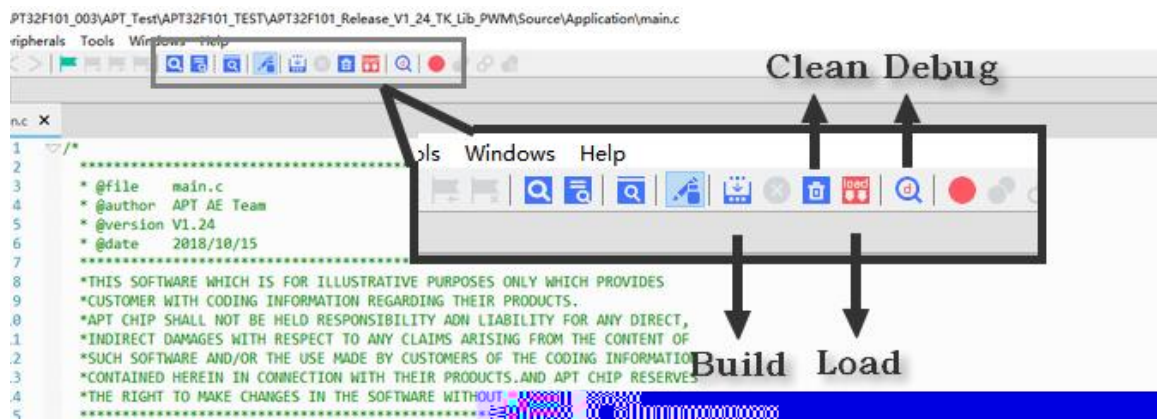 PT32F101_003\APT_Test\APT32F101_TEST\APT32F101_Release_V1_24_TK_Lib_PWM\Source\Application\main.c
ripherals Tools Windows Help
Clean Debug
n.c X
ols Windows Help
load
d
1 /*
2 ****************************************
3 * @file main.c
4 * @author APT AE Team
5 * @version V1.24
6 * @date 2018/10/15
7 ****************************************
8 *THIS SOFTWARE WHICH IS FOR ILLUSTRATIVE PURPOSES ONLY WHICH PROVIDES
9 *CUSTOMER WITH CODING INFORMATION REGARDING THEIR PRODUCTS.
.0 *APT CHIP SHALL NOT BE HELD RESPONSIBILITY ADN LIABILITY FOR ANY DIRECT,
.1 *INDIRECT DAMAGES WITH RESPECT TO ANY CLAIMS ARISING FROM THE CONTENT OF
.2 *SUCH SOFTWARE AND/OR THE USE MADE BY CUSTOMERS OF THE CODING INFORMATION
.3 *CONTAINED HEREIN IN CONNECTION WITH THEIR PRODUCTS.AND APT CHIP RESERVES
.4 *THE RIGHT TO MAKE CHANGES IN THE SOFTWARE WITHOUT
.5
Build Load